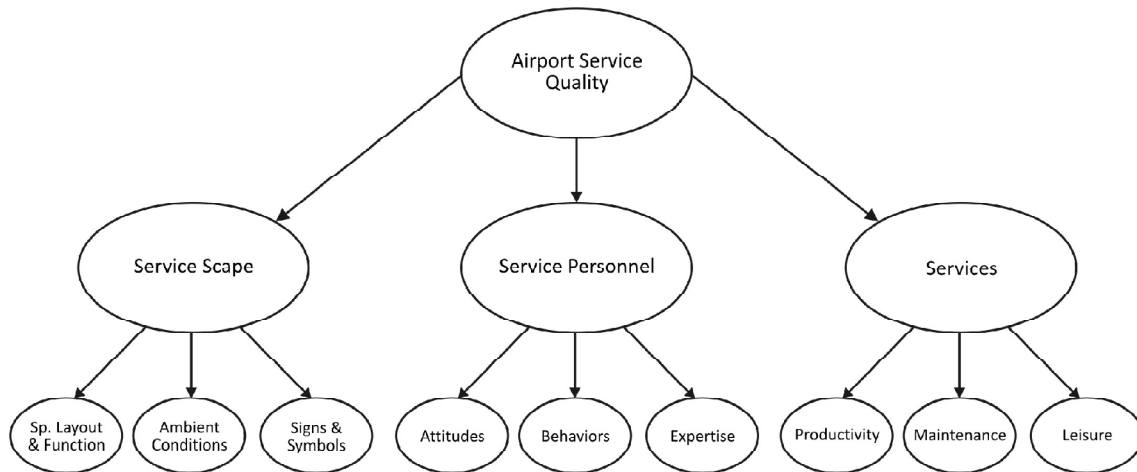 Airport Service
Quality
Service Scape
Service Personnel
Services
Sp. Layout
& Function
Ambient
Conditions
Signs &
Symbols
Attitudes
Behaviors
Expertise
Productivity
Maintenance
Leisure